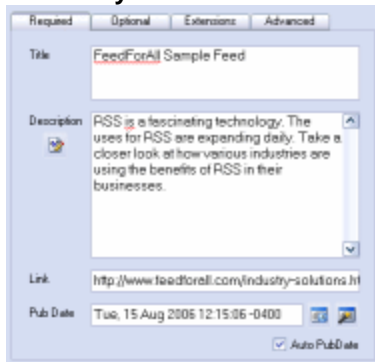 Required Optional Extensions Advanced
Title
FeedForAll Sample Feed
Description
RSS is a fascinating technology. The
uses for RSS are expanding daily. Take a
closer look at how various industries are
using the benefits of RSS in their
businesses.
Link
http://www.feedforall.com/industry-solutions.ht
Pub Date
Tue, 15 Aug 2006 12:15:06 -0400
Auto PubDate